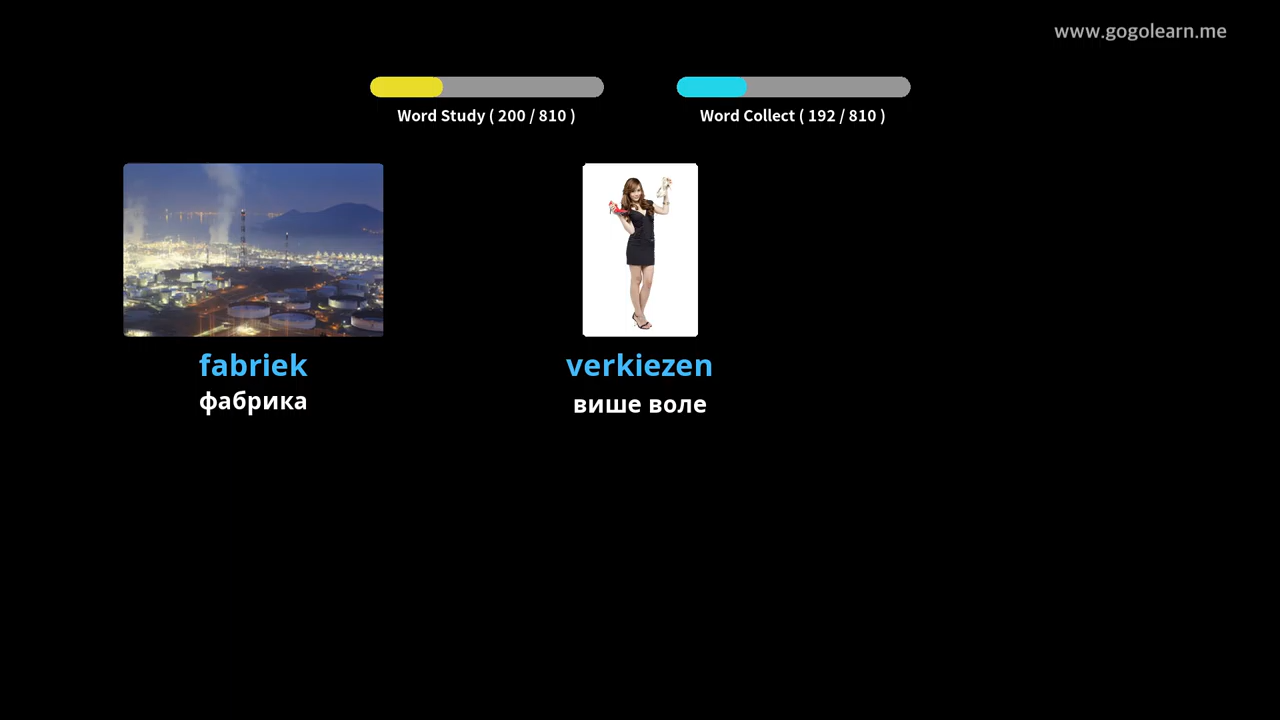 www.gogolearn.me
Word Study ( 200 / 810 )
Word Collect ( 192 / 810 )
fabriek
фабрика
verkiezen
више воле